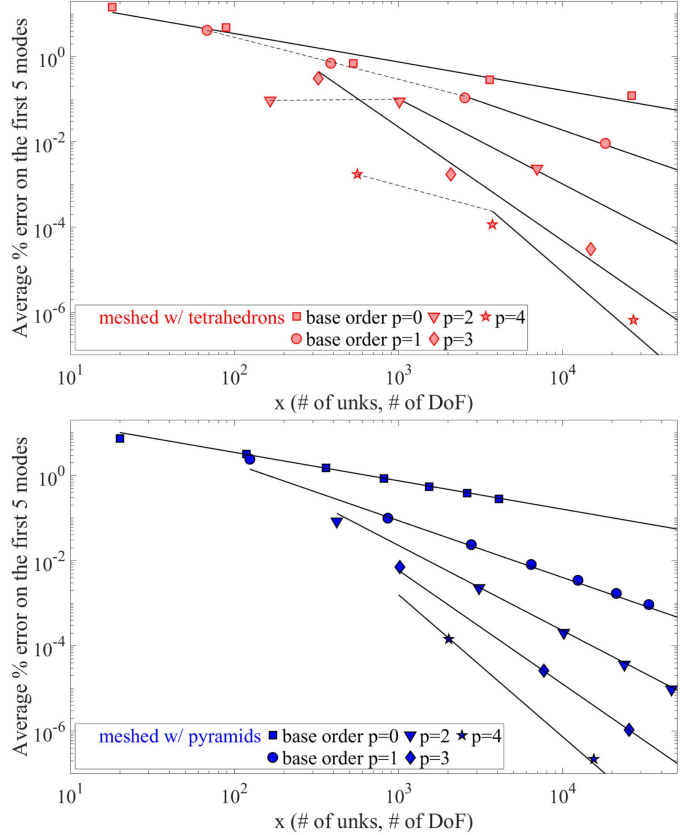 Average % error on the first 5 modes
10^0
10^-2
10^-4
10^-6
meshed w/ tetrahedrons base order p=0 p=2 p=4
base order p=1 p=3
10^1 10^2 10^3 10^4
x (# of unks, # of DoF)
Average % error on the first 5 modes
10^0
10^-2
10^-4
10^-6
meshed w/ pyramids base order p=0 p=2 p=4
base order p=1 p=3
10^1 10^2 10^3 10^4
x (# of unks, # of DoF)